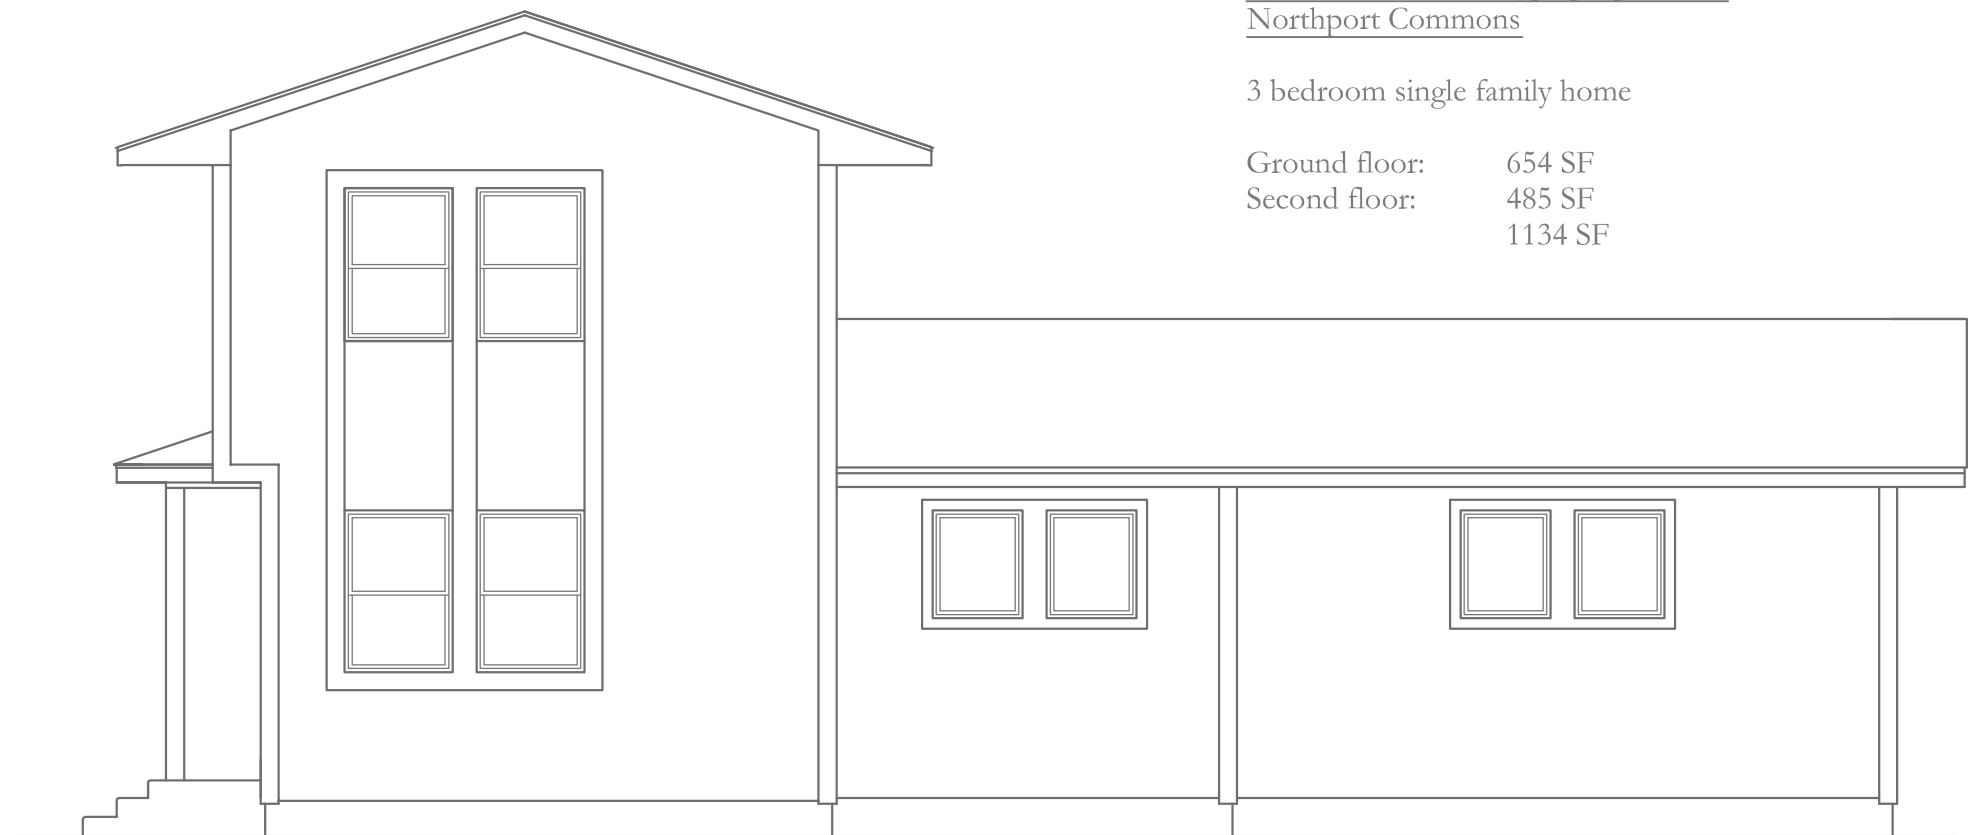 Northport Commons
3 bedroom single family home
Ground floor: 654 SF
Second floor: 485 SF
1134 SF